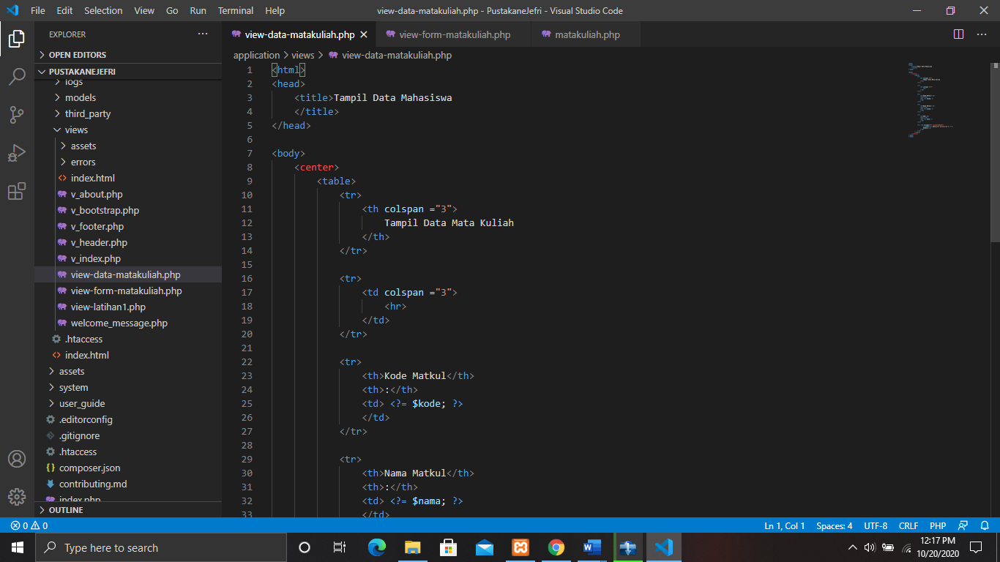 File Edit Selection View Go Run Terminal Help
view-data-matakuliah.php - PustakaneJefri - Visual Studio Code
EXPLORER
OPEN EDITORS
PUSTAKANEJEFRI
logs
models
third_party
views
assets
errors
index.html
v_about.php
v_bootstrap.php
v_footer.php
v_header.php
v_index.php
view-data-matakuliah.php
view-form-matakuliah.php
view-latihan1.php
welcome_message.php
.htaccess
index.html
assets
system
user_guide
.editorconfig
.gitignore
.htaccess
composer.json
contributing.md
index.php
OUTLINE
view-data-matakuliah.php view-form-matakuliah.php matakuliah.php
application > views > view-data-matakuliah.php
1 <html>
2 <head>
3 <title>Tampil Data Mahasiswa
4 </title>
5 </head>
6
7 <body>
8 <center>
9 <table>
10 <tr>
11 <th colspan ="3">
12 Tampil Data Mata Kuliah
13 </th>
14 </tr>
15
16 <tr>
17 <td colspan ="3">
18 <hr>
19 </td>
20 </tr>
21
22 <tr>
23 <th>Kode Matkul</th>
24 <th>:</th>
25 <td> <?= $kode; ?>
26 </td>
27 </tr>
28
29 <tr>
30 <th>Nama Matkul</th>
31 <th>:</th>
32 <td> <?= $nama; ?>
33 </td>
0 0 Ln 1, Col 1 Spaces: 4 UTF-8 CRLF PHP
Type here to search
12:17 PM
10/20/2020